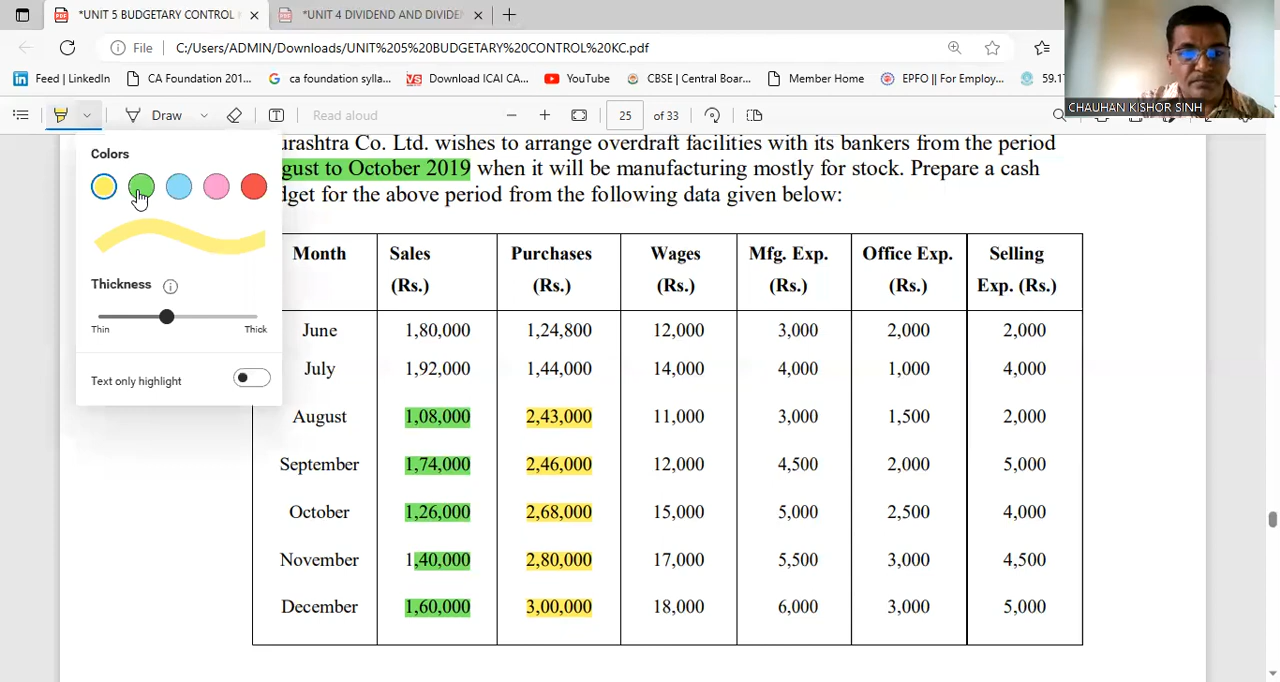 *UNIT 5 BUDGETARY CONTROL
*UNIT 4 DIVIDEND AND DIVIDE
File C:/Users/ADMIN/Downloads/UNIT%205%20BUDGETARY%20CONTROL%20KC.pdf
Feed | LinkedIn CA Foundation 201... ca foundation sylla... Download ICAI CA... YouTube CBSE | Central Boar... Member Home EPFO || For Employ... 59.1
CHAUHAN KISHOR SINH
Draw Read aloud 25 of 33
Colors
Thickness
Thin Thick
Text only highlight
urashtra Co. Ltd. wishes to arrange overdraft facilities with its bankers from the period
gust to October 2019 when it will be manufacturing mostly for stock. Prepare a cash
dget for the above period from the following data given below:
Month Sales (Rs.) Purchases (Rs.) Wages (Rs.) Mfg. Exp. (Rs.) Office Exp. (Rs.) Selling Exp. (Rs.)
June 1,80,000 1,24,800 12,000 3,000 2,000 2,000
July 1,92,000 1,44,000 14,000 4,000 1,000 4,000
August 1,08,000 2,43,000 11,000 3,000 1,500 2,000
September 1,74,000 2,46,000 12,000 4,500 2,000 5,000
October 1,26,000 2,68,000 15,000 5,000 2,500 4,000
November 1,40,000 2,80,000 17,000 5,500 3,000 4,500
December 1,60,000 3,00,000 18,000 6,000 3,000 5,000